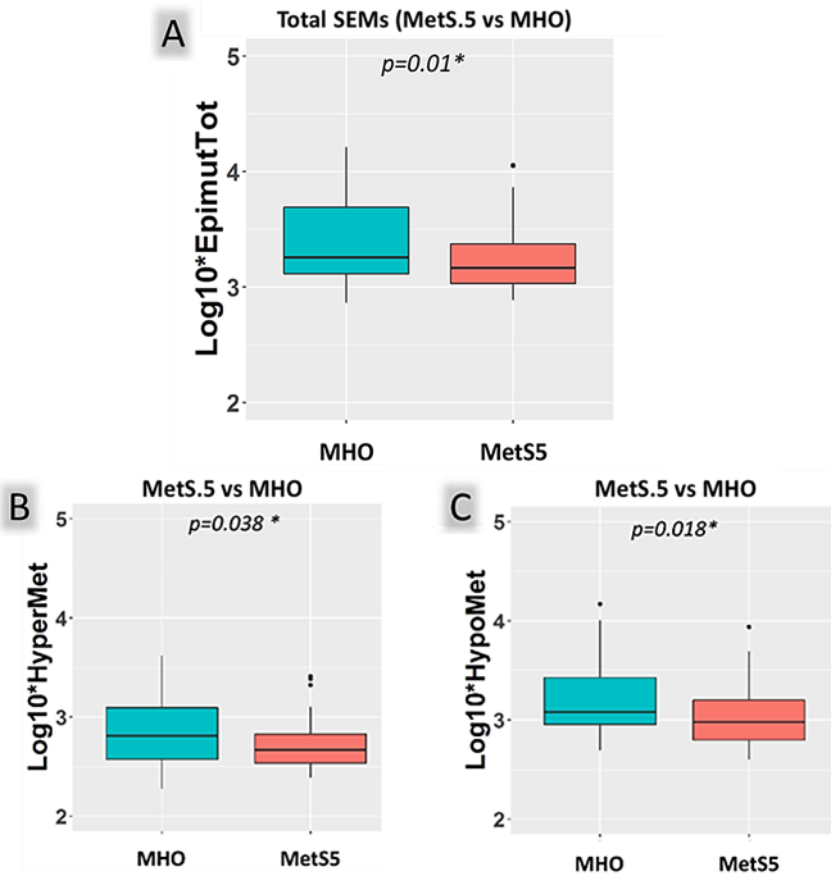 A
Total SEMs (MetS.5 vs MHO)
p=0.01*
Log10*EpimutTot
5
4
3
2
MHO
MetS5
B
MetS.5 vs MHO
p=0.038 *
Log10*HyperMet
5
4
3
2
MHO
MetS5
C
MetS.5 vs MHO
p=0.018*
Log10*HypoMet
5
4
3
2
MHO
MetS5